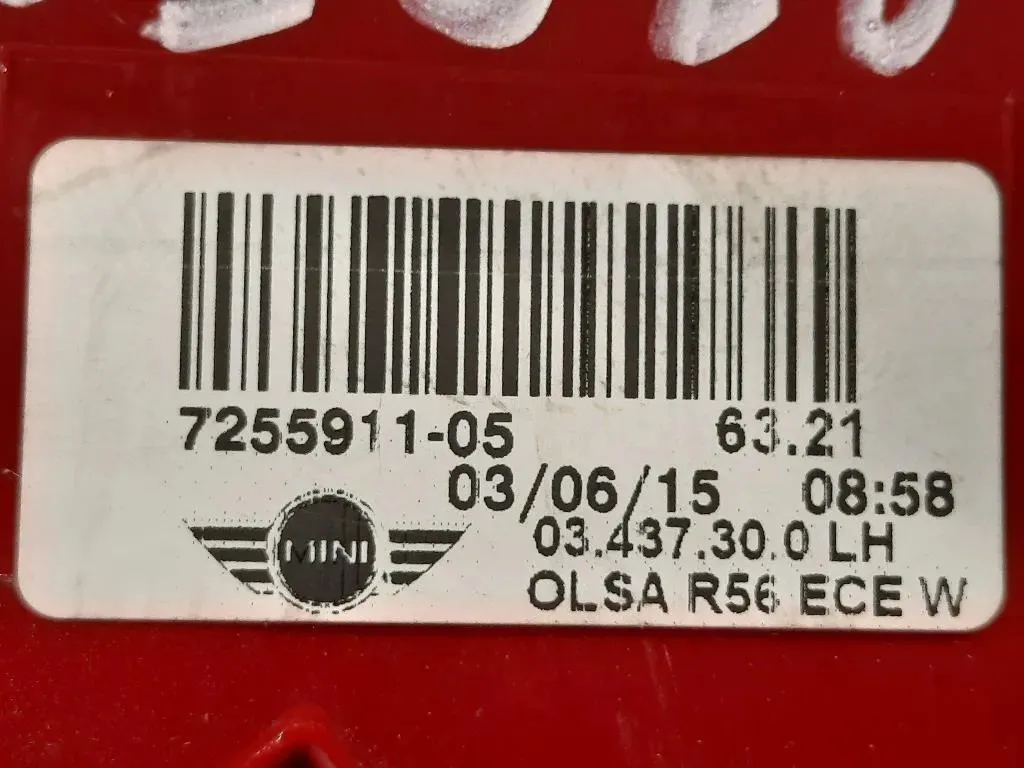 7255911-05 63.21
03/06/15 08:58
03.437.30.0 LH
MINI
OLSA R56 ECE W